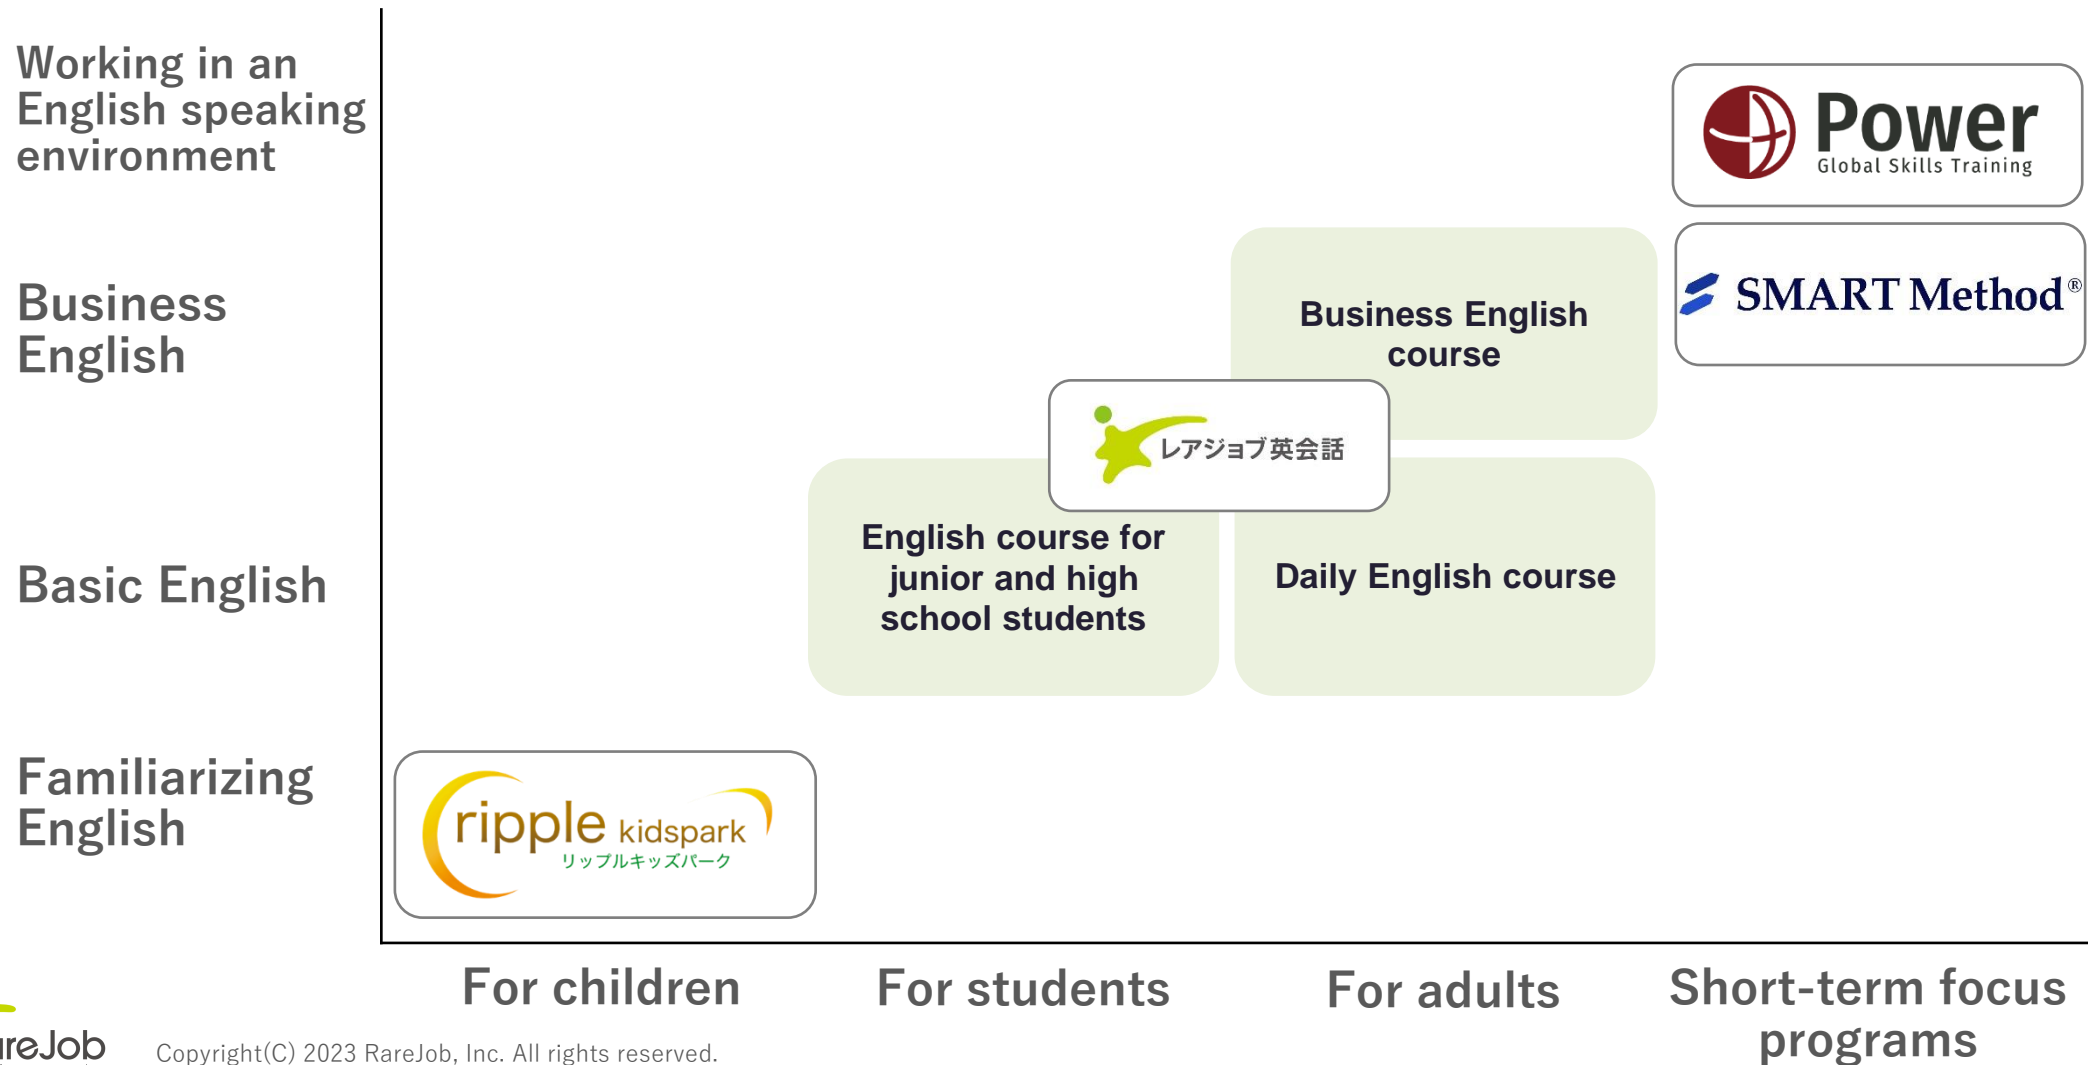 Working in an
English speaking
environment
Power
Global Skills Training
Business
English
Business English
course
SMART Method®
レアジョブ英会話
Basic English
English course for
junior and high
school students
Daily English course
Familiarizing
English
ripple kidspark
リップルキッズパーク
For children
For students
For adults
Short-term focus
programs
reJob
Copyright(C) 2023 RareJob, Inc. All rights reserved.